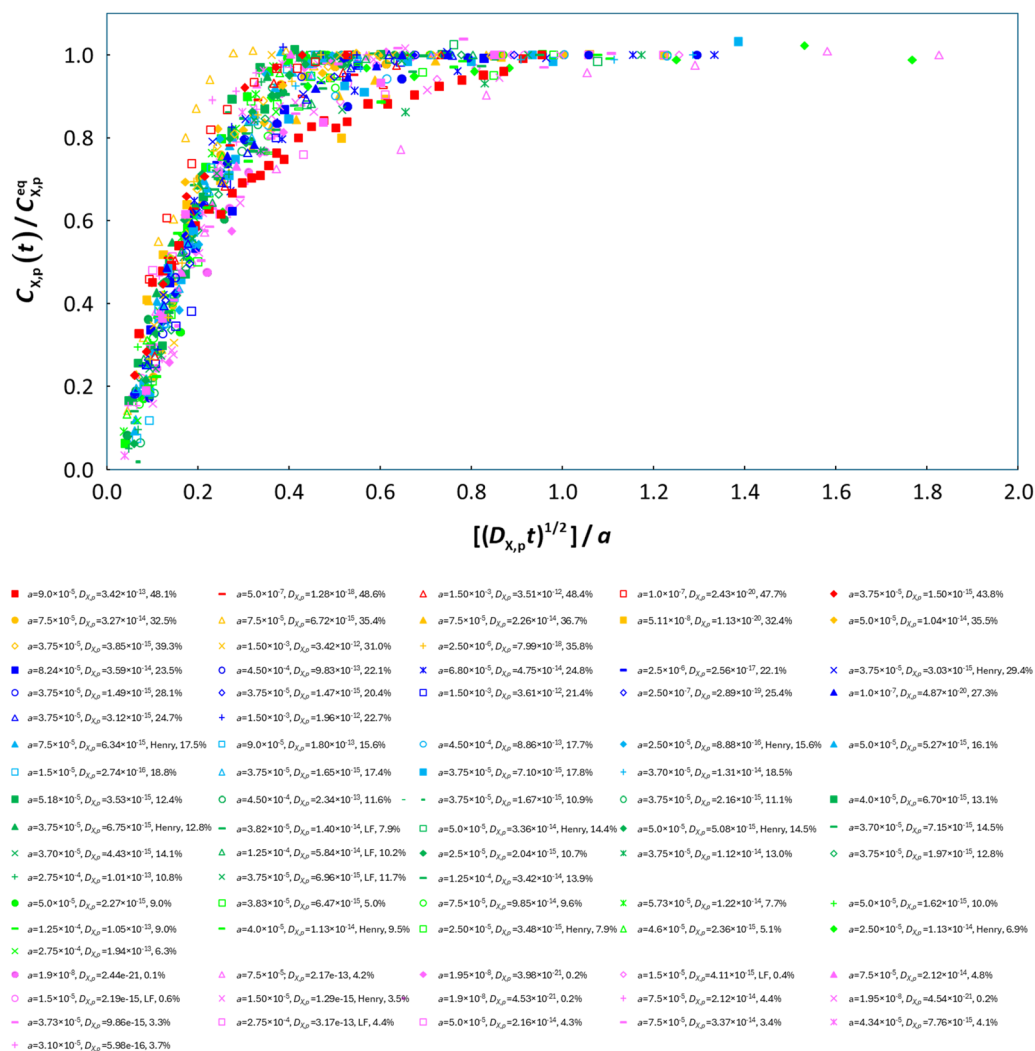 1.0
0.8
0.6
0.4
0.2
0.0
C_X,p(t) / C_X,p^eq
0.0 0.2 0.4 0.6 0.8 1.0 1.2 1.4 1.6 1.8 2.0
[(D_X,p t)^1/2] / a
a=9.0×10⁻⁵, D_X,p=3.42×10⁻¹³, 48.1% a=5.0×10⁻⁷, D_X,p=1.28×10⁻¹⁸, 48.6% a=1.50×10⁻³, D_X,p=3.51×10⁻¹², 48.4% a=1.0×10⁻⁷, D_X,p=2.43×10⁻²⁰, 47.7% a=3.75×10⁻⁵, D_X,p=1.50×10⁻¹⁵, 43.8%
a=7.5×10⁻⁵, D_X,p=3.27×10⁻¹⁴, 32.5% a=7.5×10⁻⁵, D_X,p=6.72×10⁻¹⁵, 35.4% a=7.5×10⁻⁵, D_X,p=2.26×10⁻¹⁴, 36.7% a=5.11×10⁻⁸, D_X,p=1.13×10⁻²⁰, 32.4% a=5.0×10⁻⁵, D_X,p=1.04×10⁻¹⁴, 35.5%
a=3.75×10⁻⁵, D_X,p=3.85×10⁻¹⁵, 39.3% a=1.50×10⁻³, D_X,p=3.42×10⁻¹², 31.0% a=2.50×10⁻⁶, D_X,p=7.99×10⁻¹⁸, 35.8%
a=8.24×10⁻⁵, D_X,p=3.59×10⁻¹⁴, 23.5% a=4.50×10⁻⁴, D_X,p=9.83×10⁻¹³, 22.1% a=6.80×10⁻⁵, D_X,p=4.75×10⁻¹⁴, 24.8% a=2.5×10⁻⁶, D_X,p=2.56×10⁻¹⁷, 22.1% a=3.75×10⁻⁵, D_X,p=3.03×10⁻¹⁵, Henry, 29.4%
a=3.75×10⁻⁵, D_X,p=1.49×10⁻¹⁵, 28.1% a=3.75×10⁻⁵, D_X,p=1.47×10⁻¹⁵, 20.4% a=1.50×10⁻³, D_X,p=3.61×10⁻¹², 21.4% a=2.50×10⁻⁷, D_X,p=2.89×10⁻¹⁹, 25.4% a=1.0×10⁻⁷, D_X,p=4.87×10⁻²⁰, 27.3%
a=3.75×10⁻⁵, D_X,p=3.12×10⁻¹⁵, 24.7% a=1.50×10⁻³, D_X,p=1.96×10⁻¹², 22.7%
a=7.5×10⁻⁵, D_X,p=6.34×10⁻¹⁵, Henry, 17.5% a=9.0×10⁻⁵, D_X,p=1.80×10⁻¹³, 15.6% a=4.50×10⁻⁴, D_X,p=8.86×10⁻¹³, 17.7% a=2.50×10⁻⁵, D_X,p=8.88×10⁻¹⁶, Henry, 15.6% a=5.0×10⁻⁵, D_X,p=5.27×10⁻¹⁵, 16.1%
a=1.5×10⁻⁵, D_X,p=2.74×10⁻¹⁶, 18.8% a=3.75×10⁻⁵, D_X,p=1.65×10⁻¹⁵, 17.4% a=3.75×10⁻⁵, D_X,p=7.10×10⁻¹⁵, 17.8% a=3.70×10⁻⁵, D_X,p=1.31×10⁻¹⁴, 18.5%
a=5.18×10⁻⁵, D_X,p=3.53×10⁻¹⁵, 12.4% a=4.50×10⁻⁴, D_X,p=2.34×10⁻¹³, 11.6% a=3.75×10⁻⁵, D_X,p=1.67×10⁻¹⁵, 10.9% a=3.75×10⁻⁵, D_X,p=2.16×10⁻¹⁵, 11.1% a=4.0×10⁻⁵, D_X,p=6.70×10⁻¹⁵, 13.1%
a=3.75×10⁻⁵, D_X,p=6.75×10⁻¹⁵, Henry, 12.8% a=3.82×10⁻⁵, D_X,p=1.40×10⁻¹⁴, LF, 7.9% a=5.0×10⁻⁵, D_X,p=3.36×10⁻¹⁴, Henry, 14.4% a=5.0×10⁻⁵, D_X,p=5.08×10⁻¹⁵, Henry, 14.5% a=3.70×10⁻⁵, D_X,p=7.15×10⁻¹⁵, 14.5%
a=3.70×10⁻⁵, D_X,p=4.43×10⁻¹⁵, 14.1% a=1.25×10⁻⁴, D_X,p=5.84×10⁻¹⁴, LF, 10.2% a=2.5×10⁻⁵, D_X,p=2.04×10⁻¹⁵, 10.7% a=3.75×10⁻⁵, D_X,p=1.12×10⁻¹⁴, 13.0% a=3.75×10⁻⁵, D_X,p=1.97×10⁻¹⁵, 12.8%
a=2.75×10⁻⁴, D_X,p=1.01×10⁻¹³, 10.8% a=3.75×10⁻⁵, D_X,p=6.96×10⁻¹⁵, LF, 11.7% a=1.25×10⁻⁴, D_X,p=3.42×10⁻¹⁴, 13.9%
a=5.0×10⁻⁵, D_X,p=2.27×10⁻¹⁵, 9.0% a=3.83×10⁻⁵, D_X,p=6.47×10⁻¹⁵, 5.0% a=7.5×10⁻⁵, D_X,p=9.85×10⁻¹⁴, 9.6% a=5.73×10⁻⁵, D_X,p=1.22×10⁻¹⁴, 7.7% a=5.0×10⁻⁵, D_X,p=1.62×10⁻¹⁵, 10.0%
a=1.25×10⁻⁴, D_X,p=1.05×10⁻¹³, 9.0% a=4.0×10⁻⁵, D_X,p=1.13×10⁻¹⁴, Henry, 9.5% a=2.50×10⁻⁵, D_X,p=3.48×10⁻¹⁵, Henry, 7.9% a=4.6×10⁻⁵, D_X,p=2.36×10⁻¹⁵, 5.1% a=2.50×10⁻⁵, D_X,p=1.13×10⁻¹⁴, Henry, 6.9%
a=2.75×10⁻⁴, D_X,p=1.94×10⁻¹³, 6.3%
a=1.9×10⁻⁸, D_X,p=2.44e-21, 0.1% a=7.5×10⁻⁵, D_X,p=2.17e-13, 4.2% a=1.95×10⁻⁸, D_X,p=3.98×10⁻²¹, 0.2% a=1.5×10⁻⁵, D_X,p=4.11×10⁻¹⁵, LF, 0.4% a=7.5×10⁻⁵, D_X,p=2.12×10⁻¹⁴, 4.8%
a=1.5×10⁻⁵, D_X,p=2.19e-15, LF, 0.6% a=1.50×10⁻⁵, D_X,p=1.29e-15, Henry, 3.5% a=1.9×10⁻⁸, D_X,p=4.53×10⁻²¹, 0.2% a=7.5×10⁻⁵, D_X,p=2.12×10⁻¹⁴, 4.4% a=1.95×10⁻⁸, D_X,p=4.54×10⁻²¹, 0.2%
a=3.73×10⁻⁵, D_X,p=9.86e-15, 3.3% a=2.75×10⁻⁴, D_X,p=3.17e-13, LF, 4.4% a=5.0×10⁻⁵, D_X,p=2.16×10⁻¹⁴, 4.3% a=7.5×10⁻⁵, D_X,p=3.37×10⁻¹⁴, 3.4% a=4.34×10⁻⁵, D_X,p=7.76×10⁻¹⁵, 4.1%
a=3.10×10⁻⁵, D_X,p=5.98e-16, 3.7%